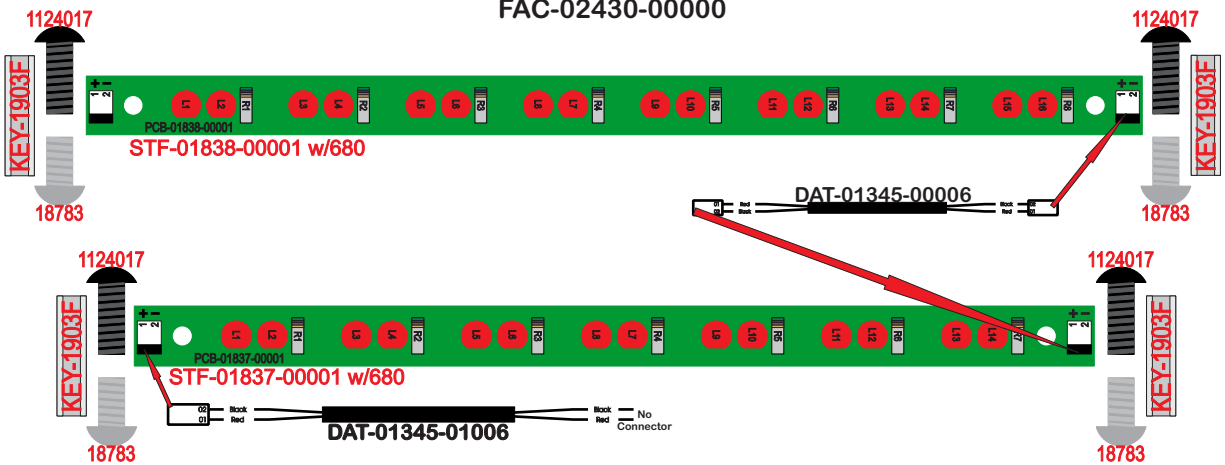 FAC-02430-00000
1124017
1124017
KEY-1903F
+ −
1 2
L1 L2 R1 L3 L4 R2 L5 L6 R3 L8 L7 R4 L9 L10 R5 L11 L12 R6 L13 L14 R7 L15 L16 R8
+ −
1 2
KEY-1903F
PCB-01838-00001
STF-01838-00001 w/680
18783
18783
DAT-01345-00006
01 Red Black 02
02 Black Red 01
1124017
1124017
KEY-1903F
+ −
1 2
L1 L2 R1 L3 L4 R2 L5 L6 R3 L8 L7 R4 L9 L10 R5 L11 L12 R6 L13 L14 R7
+ −
1 2
KEY-1903F
PCB-01837-00001
STF-01837-00001 w/680
02 Black Black
01 Red Red
No
Connector
DAT-01345-01006
18783
18783